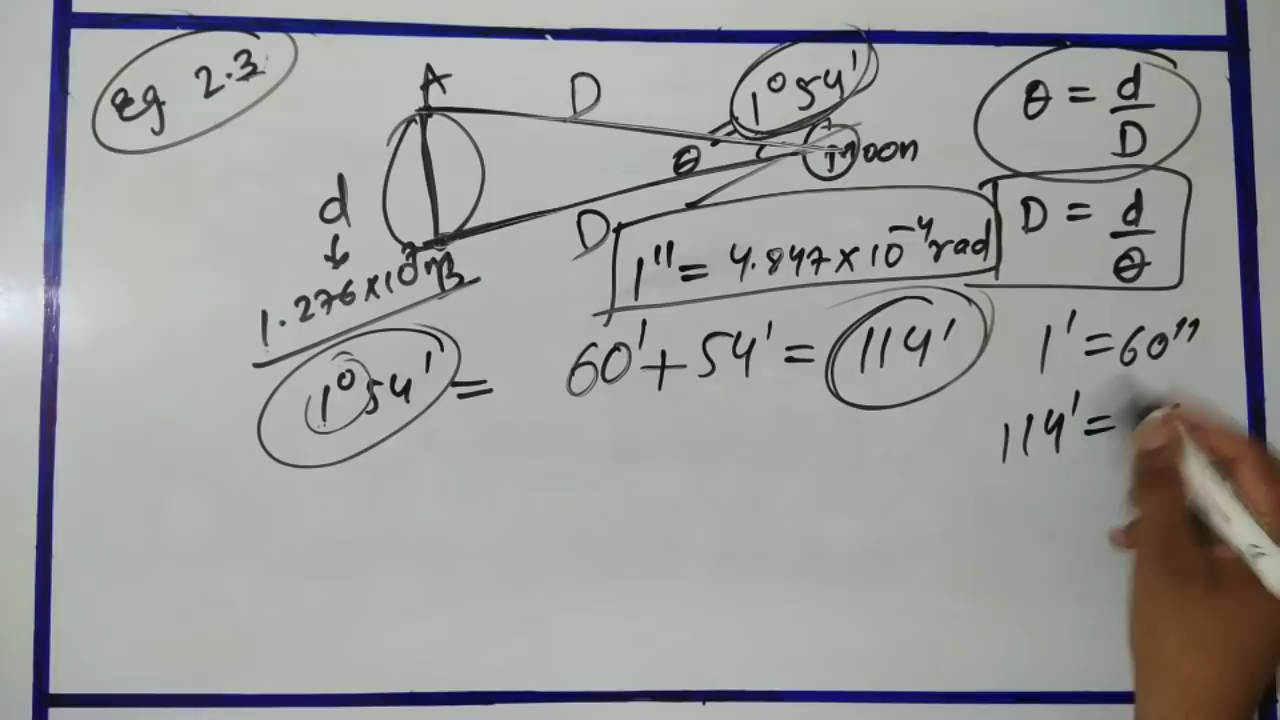 Eg 2.3
A
D
1°54'
θ = d/D
θ
moon
d
D
D = d/θ
B
1.276×10⁷m
1" = 4.847×10⁻⁴ rad
1°54' = 60' + 54' = 114'
1' = 60"
114' =